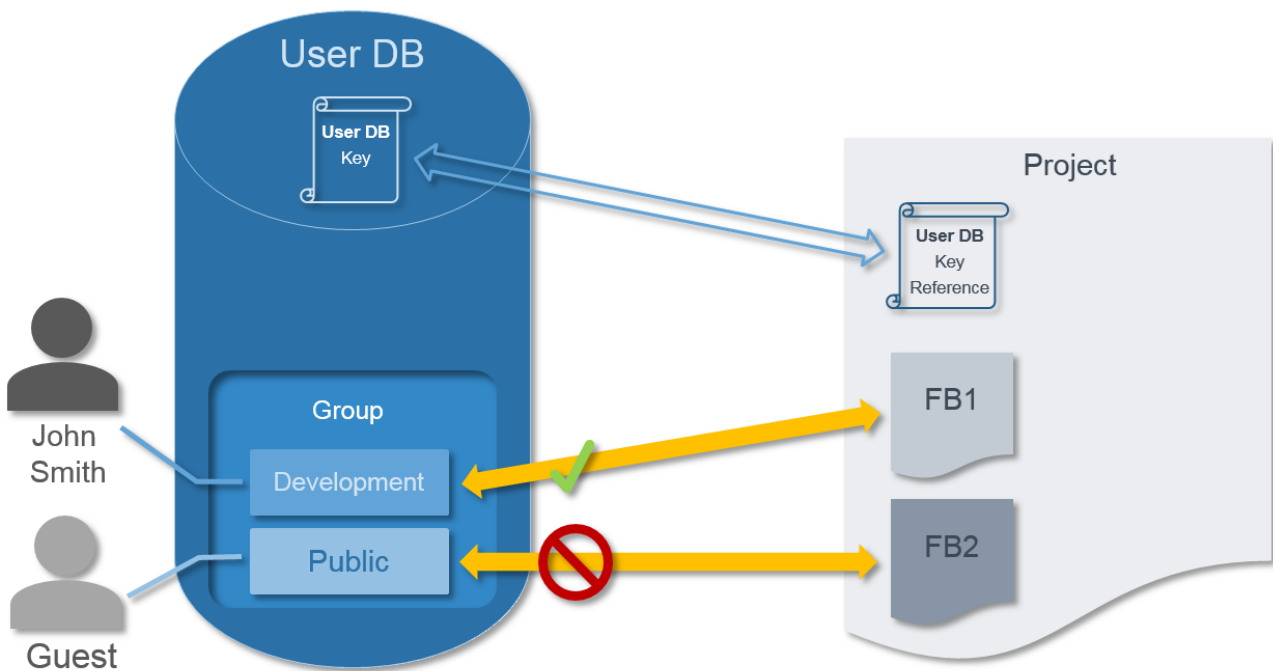 User DB
User DB
Key
Project
User DB
Key
Reference
John
Smith
Group
Development
FB1
Public
FB2
Guest